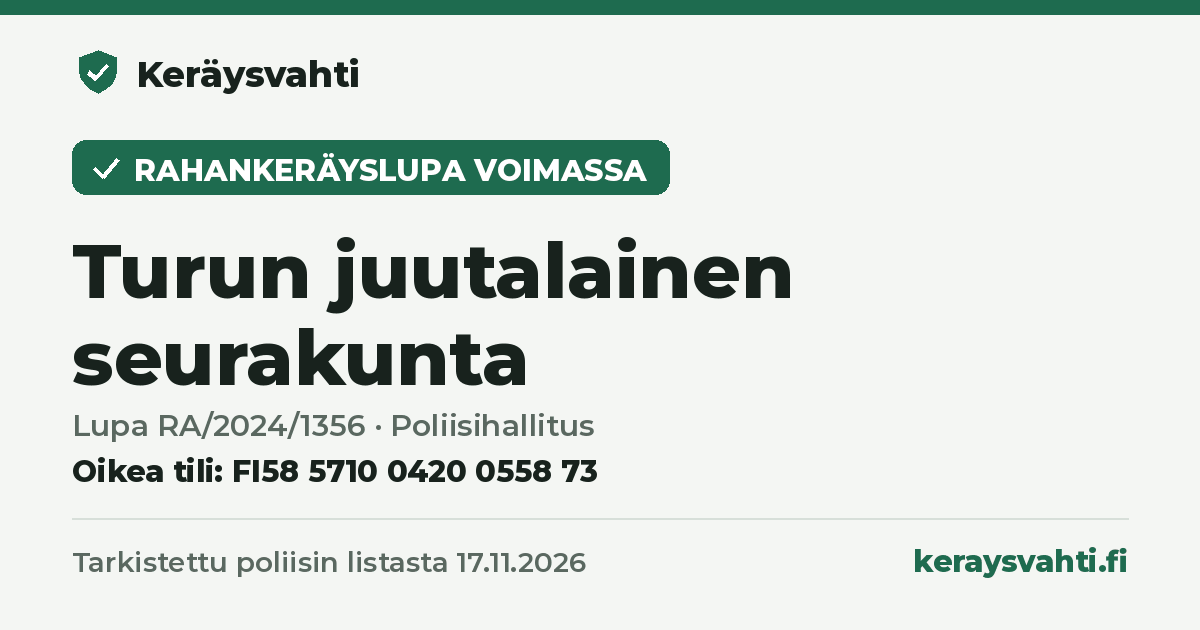 Keräysvahti
RAHANKERÄYSLUPA VOIMASSA
Turun juutalainen
seurakunta
Lupa RA/2024/1356 · Poliisihallitus
Oikea tili: FI58 5710 0420 0558 73
Tarkistettu poliisin listasta 17.11.2026
keraysvahti.fi